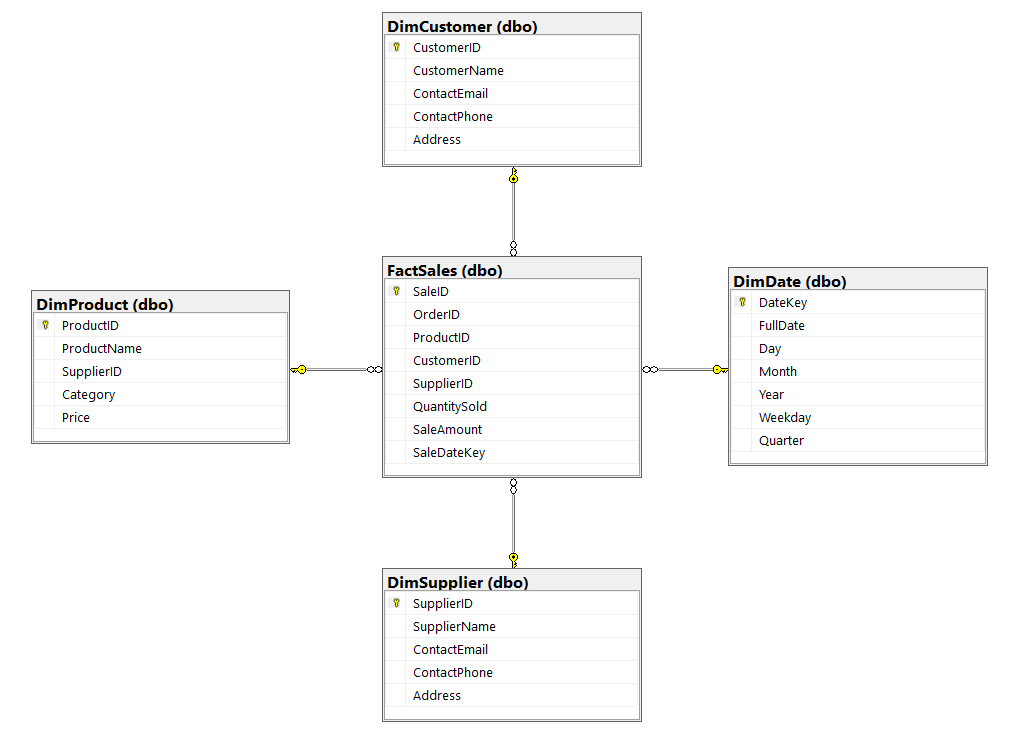 DimCustomer (dbo)
CustomerID
CustomerName
ContactEmail
ContactPhone
Address
FactSales (dbo)
SaleID
OrderID
ProductID
CustomerID
SupplierID
QuantitySold
SaleAmount
SaleDateKey
DimProduct (dbo)
ProductID
ProductName
SupplierID
Category
Price
DimDate (dbo)
DateKey
FullDate
Day
Month
Year
Weekday
Quarter
DimSupplier (dbo)
SupplierID
SupplierName
ContactEmail
ContactPhone
Address